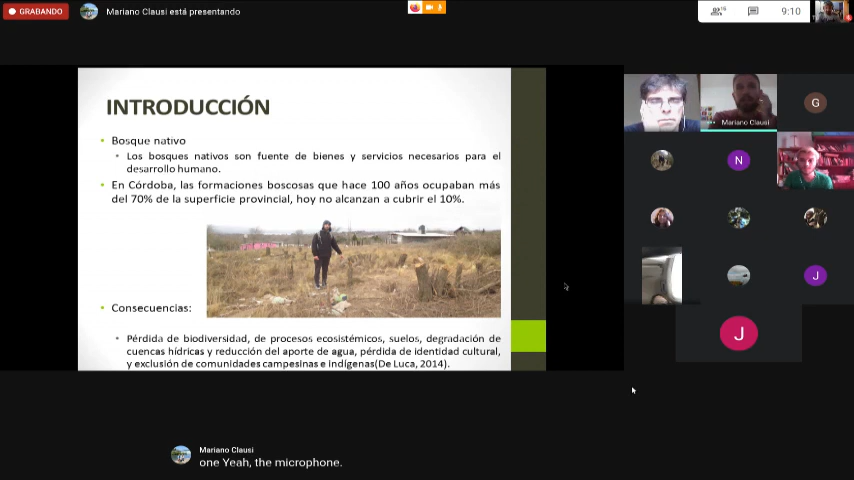 GRABANDO
Mariano Clausi está presentando
19
9:10
INTRODUCCIÓN
Bosque nativo
Los bosques nativos son fuente de bienes y servicios necesarios para el
desarrollo humano.
En Córdoba, las formaciones boscosas que hace 100 años ocupaban más
del 70% de la superficie provincial, hoy no alcanzan a cubrir el 10%.
Consecuencias:
Pérdida de biodiversidad, de procesos ecosistémicos, suelos, degradación de
cuencas hídricas y reducción del aporte de agua, pérdida de identidad cultural,
y exclusión de comunidades campesinas e indígenas(De Luca, 2014).
Mariano Clausi
G
N
J
J
Mariano Clausi
one Yeah, the microphone.